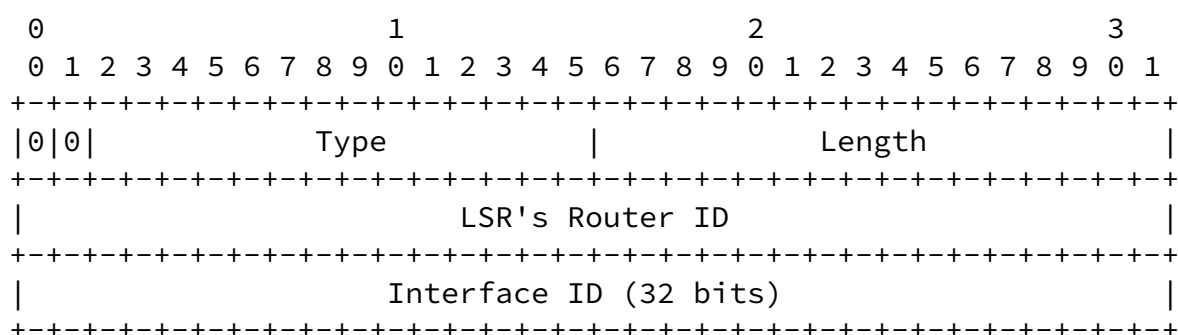 0                   1                   2                   3
 0 1 2 3 4 5 6 7 8 9 0 1 2 3 4 5 6 7 8 9 0 1 2 3 4 5 6 7 8 9 0 1
+-+-+-+-+-+-+-+-+-+-+-+-+-+-+-+-+-+-+-+-+-+-+-+-+-+-+-+-+-+-+-+-+
|0|0|            Type           |            Length             |
+-+-+-+-+-+-+-+-+-+-+-+-+-+-+-+-+-+-+-+-+-+-+-+-+-+-+-+-+-+-+-+-+
|                        LSR's Router ID                        |
+-+-+-+-+-+-+-+-+-+-+-+-+-+-+-+-+-+-+-+-+-+-+-+-+-+-+-+-+-+-+-+-+
|                    Interface ID (32 bits)                     |
+-+-+-+-+-+-+-+-+-+-+-+-+-+-+-+-+-+-+-+-+-+-+-+-+-+-+-+-+-+-+-+-+